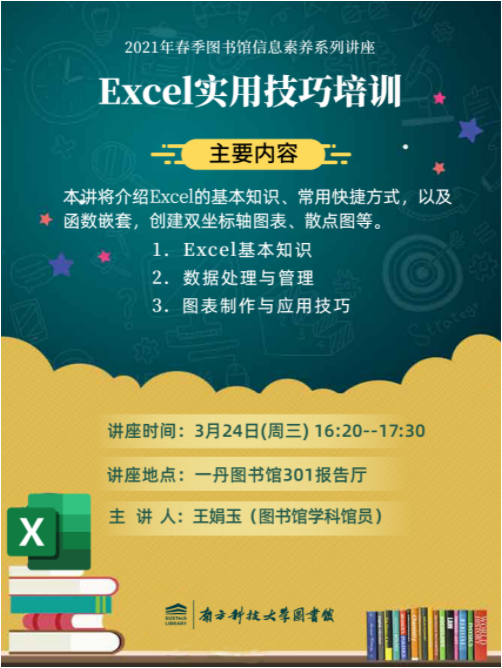 2021年春季图书馆信息素养系列讲座
Excel实用技巧培训
主要内容
本讲将介绍Excel的基本知识、常用快捷方式，以及
函数嵌套，创建双坐标轴图表、散点图等。
1. Excel基本知识
2. 数据处理与管理
3. 图表制作与应用技巧
讲座时间：3月24日(周三) 16:20--17:30
讲座地点：一丹图书馆301报告厅
主 讲 人：王娟玉（图书馆学科馆员）
X
SUSTech
LIBRARY
南方科技大学图书馆
LAW
PHYSICS
WORLD HISTORY